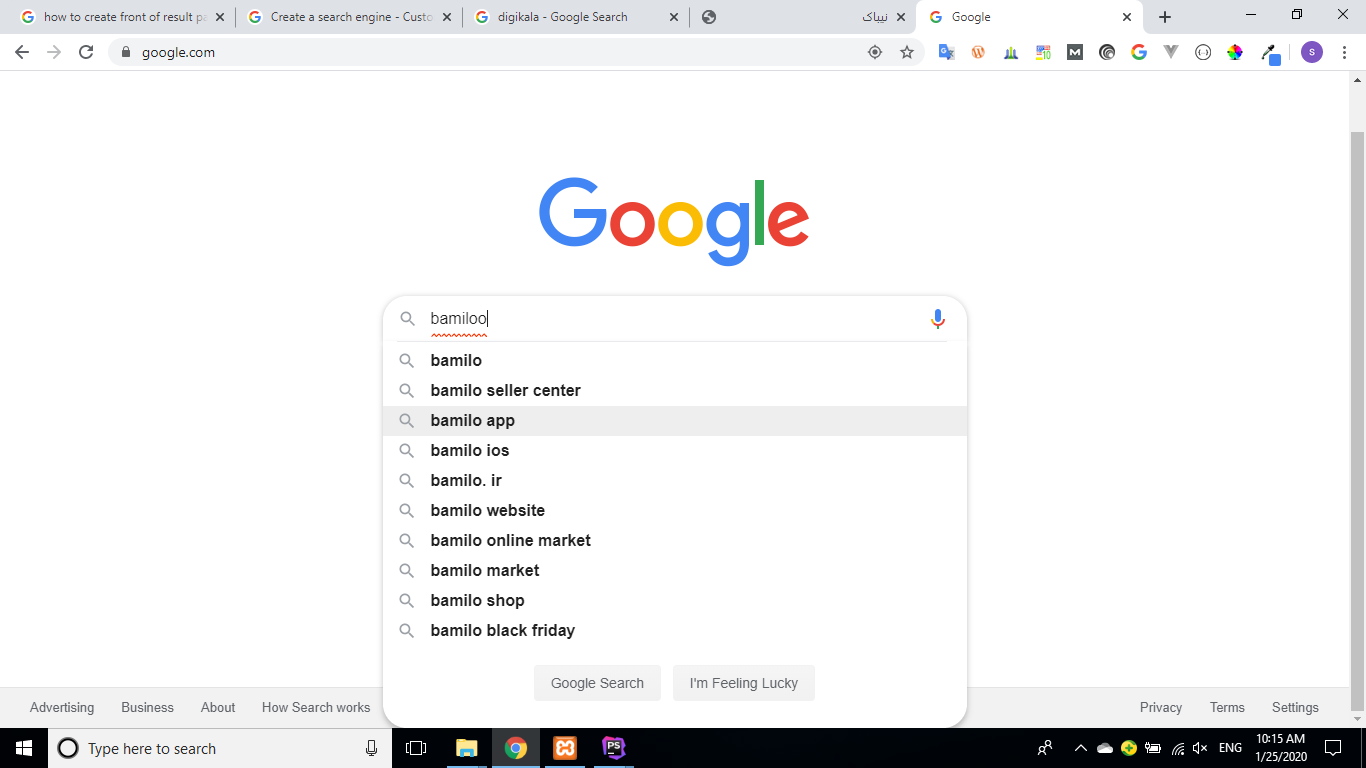 how to create front of result pa
Create a search engine - Custo
digikala - Google Search
نیپاک
Google
google.com
10
M
G
S
Google
bamiloo
bamilo
bamilo seller center
bamilo app
bamilo ios
bamilo. ir
bamilo website
bamilo online market
bamilo market
bamilo shop
bamilo black friday
Google Search
I'm Feeling Lucky
Advertising
Business
About
How Search works
Privacy
Terms
Settings
Type here to search
PS
ENG
10:15 AM
1/25/2020